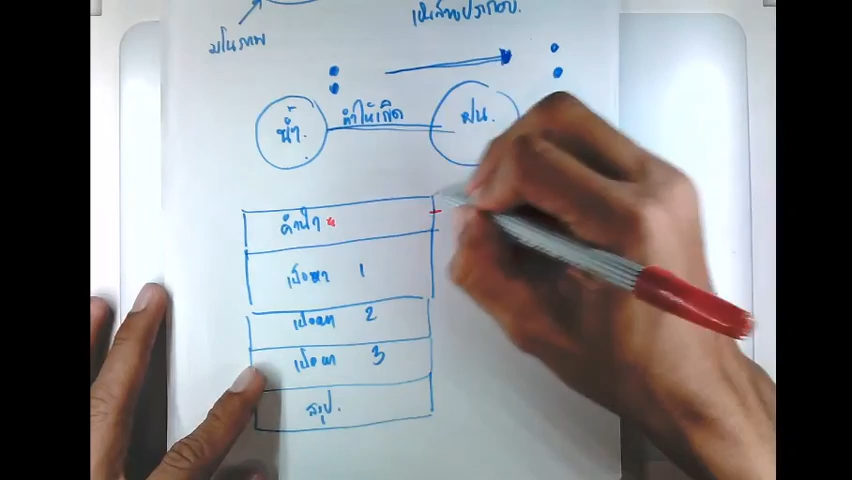 เป็นส่วนประกอบ.
มโนภาพ
น้ำ. ทำให้เกิด ฝน.
คำนำ *
เนื้อหา 1
เนื้อหา 2
เนื้อหา 3
สรุป.